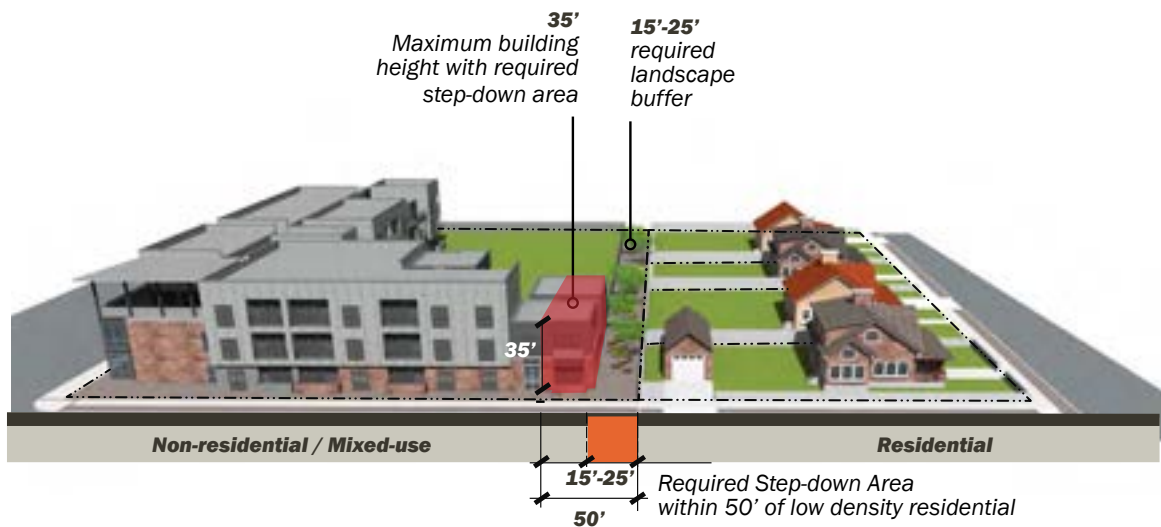 35’
Maximum building
height with required
step-down area
15’-25’
required
landscape
buffer
35’
Non-residential / Mixed-use
Residential
15’-25’
50’
Required Step-down Area
within 50’ of low density residential